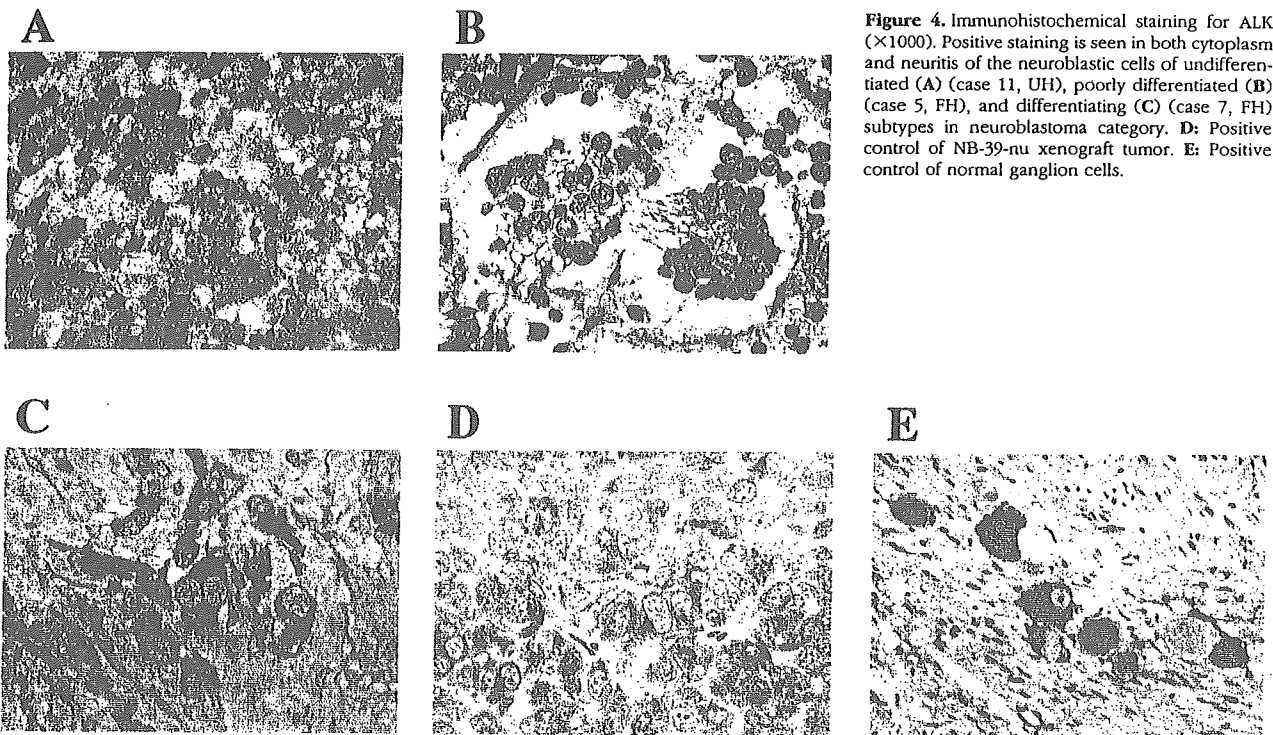 A
B
Figure 4. Immunohistochemical staining for ALK
(×1000). Positive staining is seen in both cytoplasm
and neuritis of the neuroblastic cells of undifferen-
tiated (A) (case 11, UH), poorly differentiated (B)
(case 5, FH), and differentiating (C) (case 7, FH)
subtypes in neuroblastoma category. D: Positive
control of NB-39-nu xenograft tumor. E: Positive
control of normal ganglion cells.
C
D
E